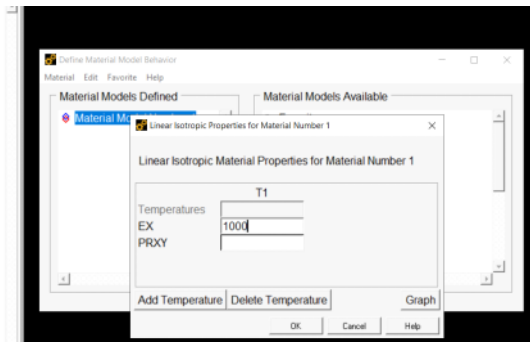 Define Material Model Behavior
Material Edit Favorite Help
Material Models Defined
Material Models Available
Material Mo
Linear Isotropic Properties for Material Number 1
Linear Isotropic Material Properties for Material Number 1
T1
Temperatures
EX 1000
PRXY
Add Temperature Delete Temperature Graph
OK Cancel Help